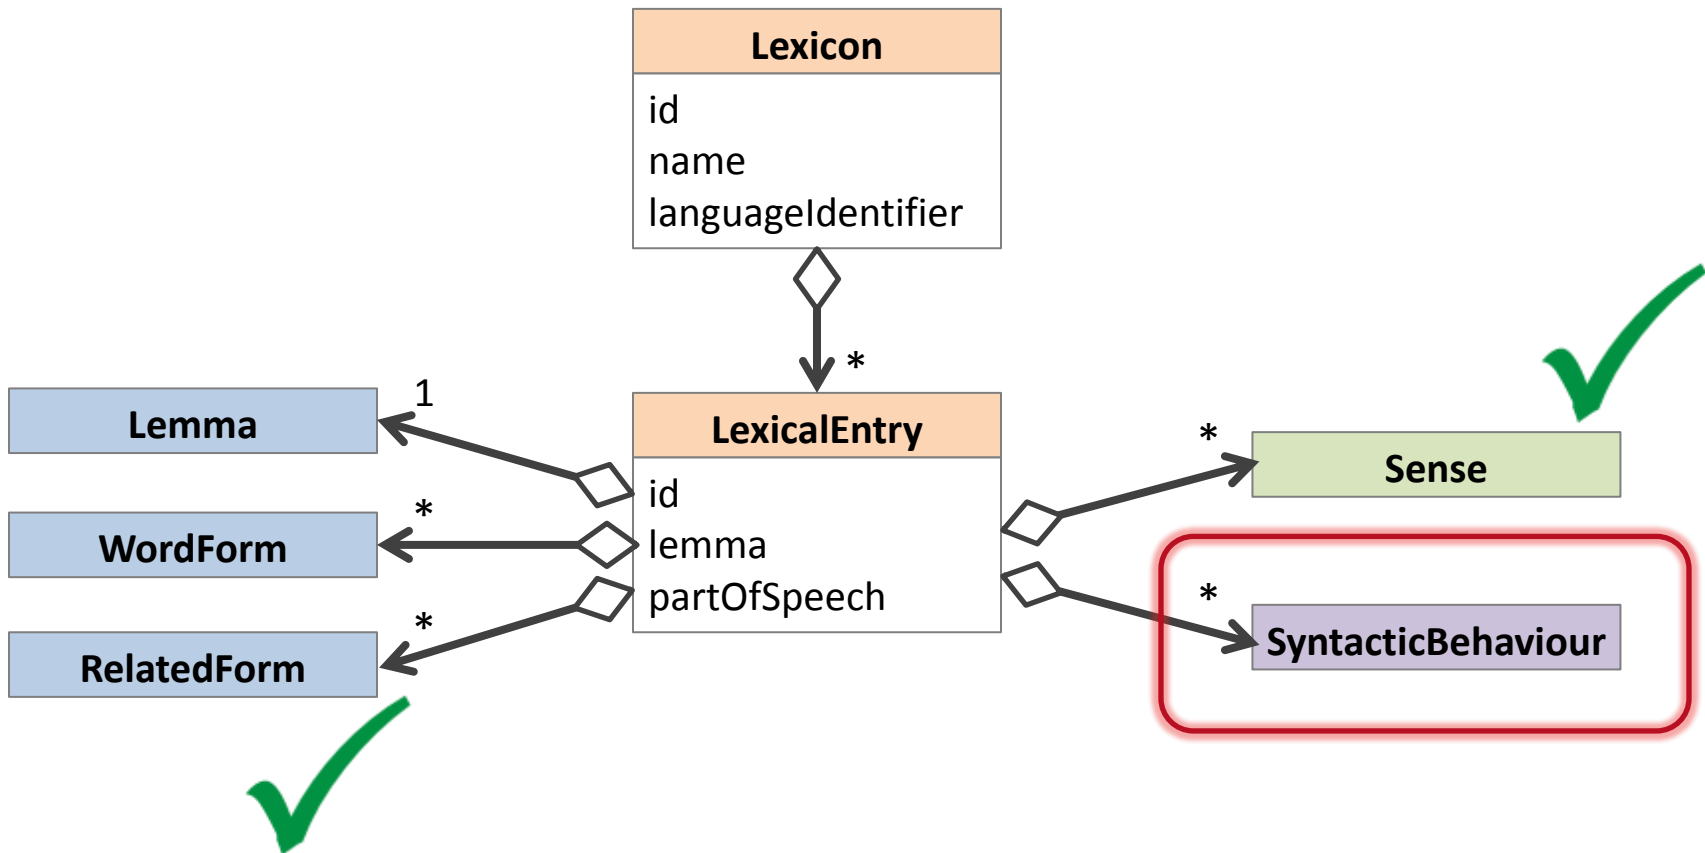 Lexicon
id
name
languageIdentifier
*
1
Lemma
LexicalEntry
*
Sense
id
*
WordForm
lemma
*
partOfSpeech
SyntacticBehaviour
*
RelatedForm